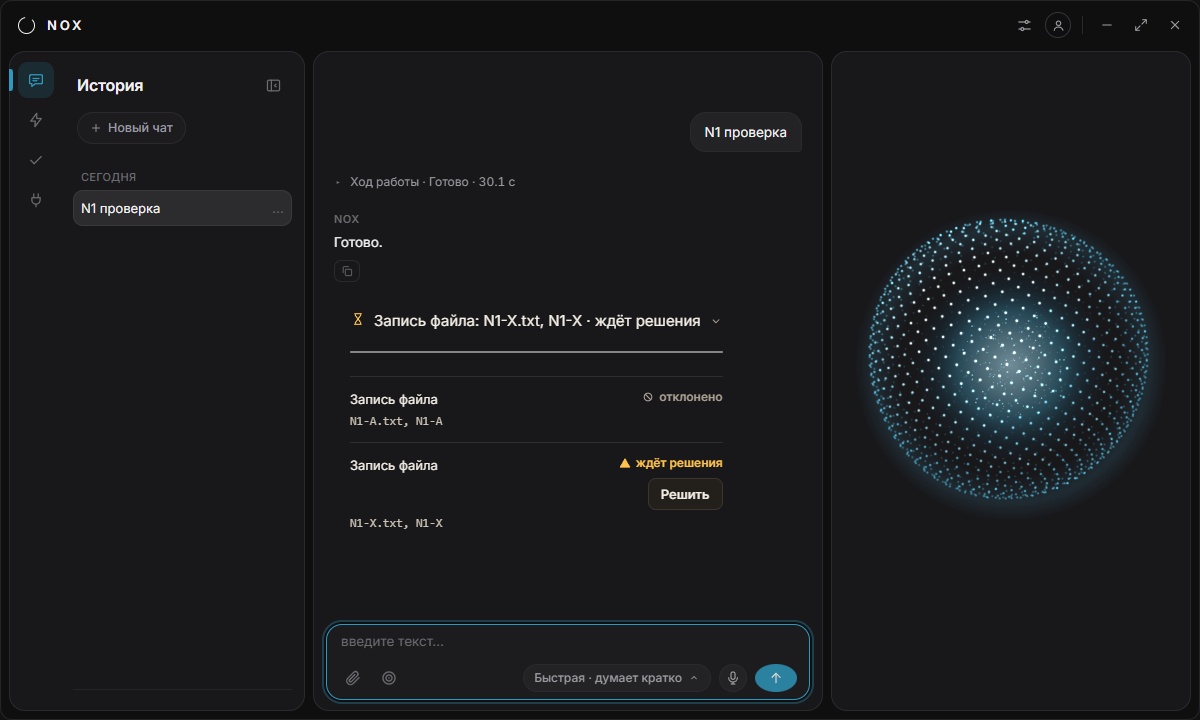 NOX
История
+ Новый чат
СЕГОДНЯ
N1 проверка
...
N1 проверка
Ход работы · Готово · 30.1 с
NOX
Готово.
Запись файла: N1-X.txt, N1-X · ждёт решения
Запись файла
отклонено
N1-A.txt, N1-A
Запись файла
ждёт решения
Решить
N1-X.txt, N1-X
введите текст...
Быстрая · думает кратко